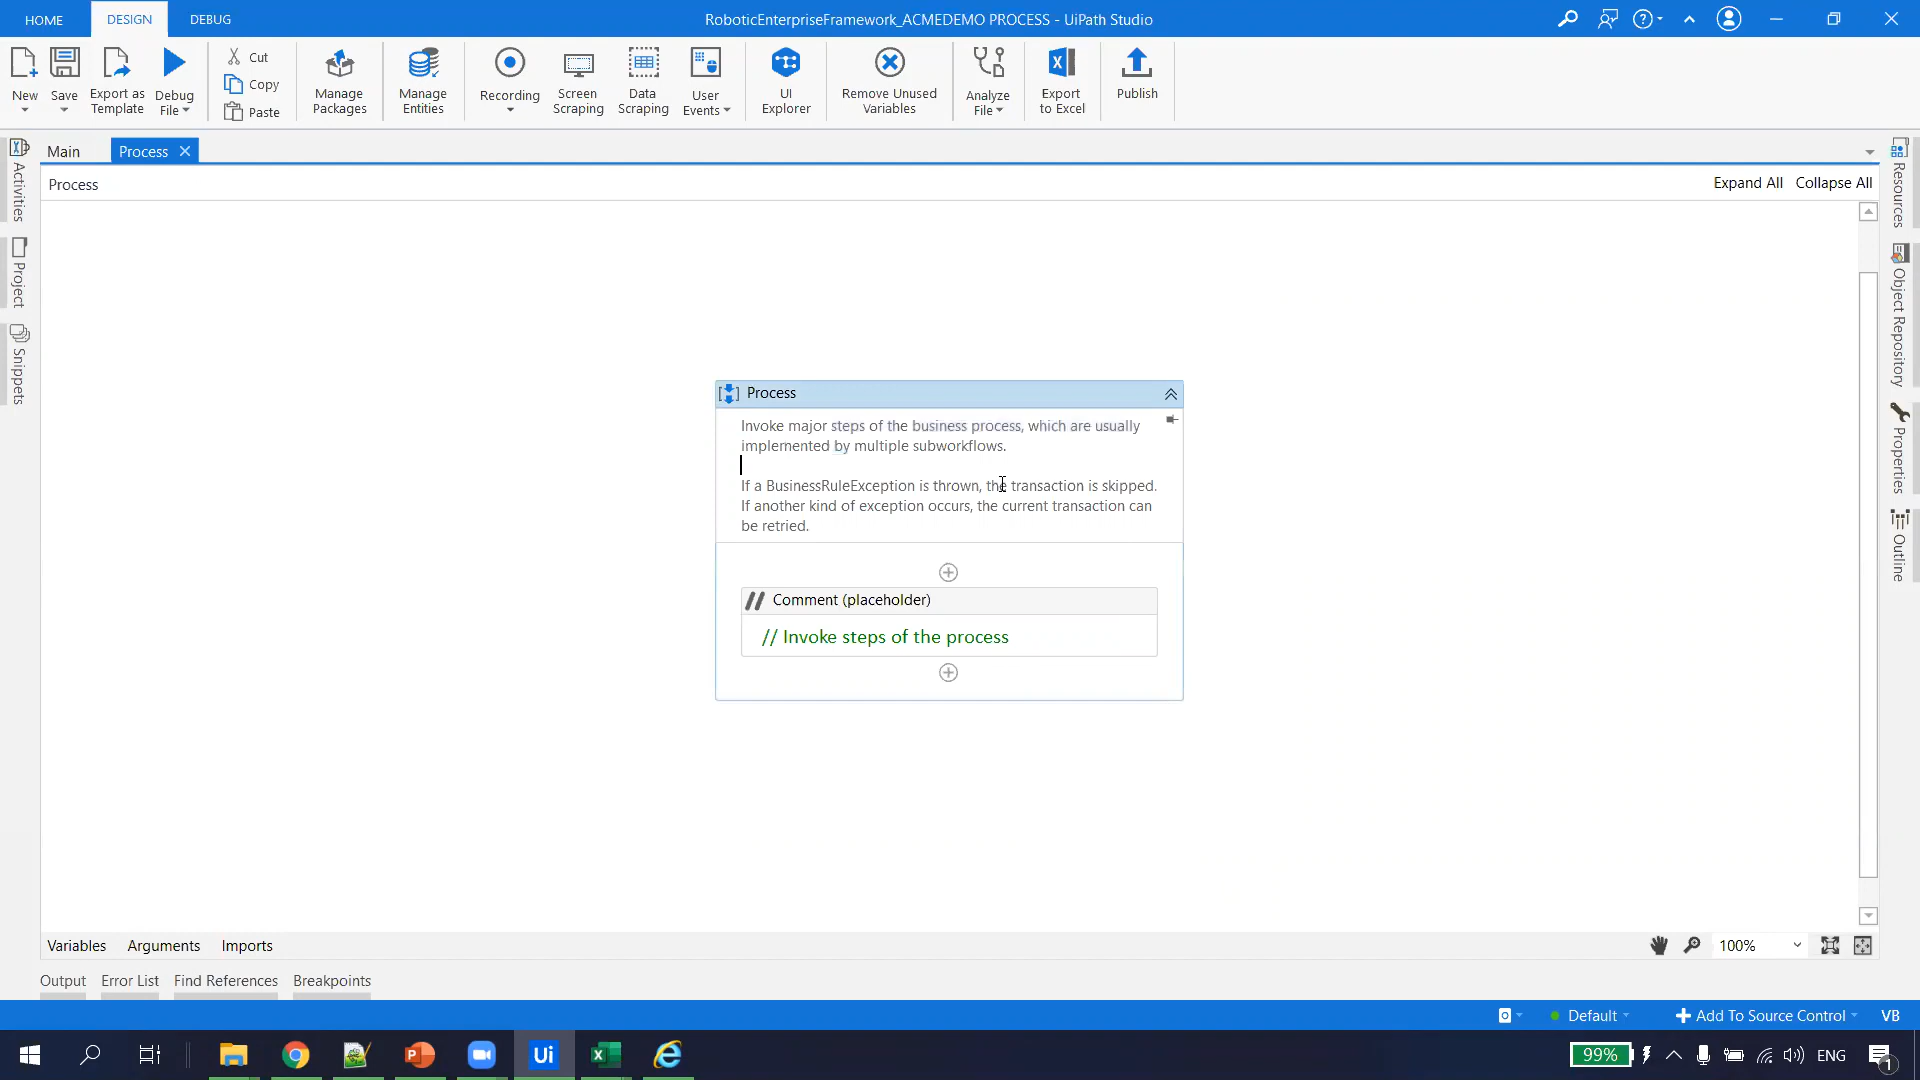 HOME
DESIGN
DEBUG
RoboticEnterpriseFramework_ACMEDEMO PROCESS - UiPath Studio
New
Save
Export as
Template
Debug
File
Cut
Copy
Paste
Manage
Packages
Manage
Entities
Recording
Screen
Scraping
Data
Scraping
User
Events
UI
Explorer
Remove Unused
Variables
Analyze
File
Export
to Excel
Publish
Main
Process
Process
Expand All
Collapse All
Activities
Project
Snippets
Resources
Object Repository
Properties
Outline
Process
Invoke major steps of the business process, which are usually
implemented by multiple subworkflows.
If a BusinessRuleException is thrown, the transaction is skipped.
If another kind of exception occurs, the current transaction can
be retried.
// Comment (placeholder)
// Invoke steps of the process
Variables
Arguments
Imports
100%
Output
Error List
Find References
Breakpoints
Default
Add To Source Control
VB
Ui
99%
ENG
1